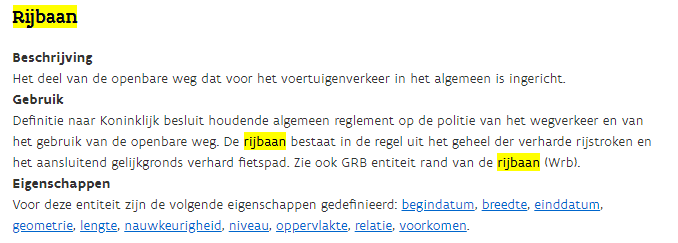 Rijbaan
Beschrijving
Het deel van de openbare weg dat voor het voertuigenverkeer in het algemeen is ingericht.
Gebruik
Definitie naar Koninklijk besluit houdende algemeen reglement op de politie van het wegverkeer en van
het gebruik van de openbare weg. De rijbaan bestaat in de regel uit het geheel der verharde rijstroken en
het aansluitend gelijkgronds verhard fietspad. Zie ook GRB entiteit rand van de rijbaan (Wrb).
Eigenschappen
Voor deze entiteit zijn de volgende eigenschappen gedefinieerd: begindatum, breedte, einddatum,
geometrie, lengte, nauwkeurigheid, niveau, oppervlakte, relatie, voorkomen.